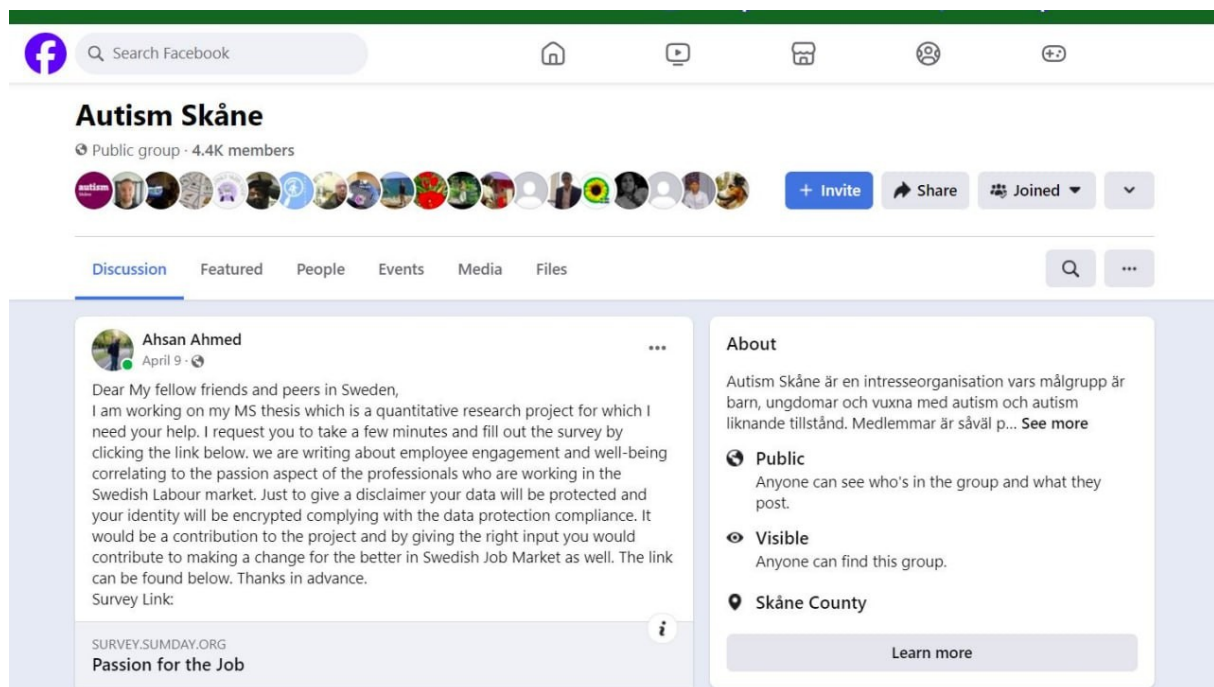 Search Facebook
Autism Skåne
Public group · 4.4K members
autism
+ Invite
Share
Joined
Discussion
Featured
People
Events
Media
Files
Ahsan Ahmed
April 9 ·
Dear My fellow friends and peers in Sweden,
I am working on my MS thesis which is a quantitative research project for which I
need your help. I request you to take a few minutes and fill out the survey by
clicking the link below. we are writing about employee engagement and well-being
correlating to the passion aspect of the professionals who are working in the
Swedish Labour market. Just to give a disclaimer your data will be protected and
your identity will be encrypted complying with the data protection compliance. It
would be a contribution to the project and by giving the right input you would
contribute to making a change for the better in Swedish Job Market as well. The link
can be found below. Thanks in advance.
Survey Link:
SURVEY.SUMDAY.ORG
Passion for the Job
About
Autism Skåne är en intresseorganisation vars målgrupp är
barn, ungdomar och vuxna med autism och autism
liknande tillstånd. Medlemmar är såväl p... See more
Public
Anyone can see who's in the group and what they
post.
Visible
Anyone can find this group.
Skåne County
Learn more